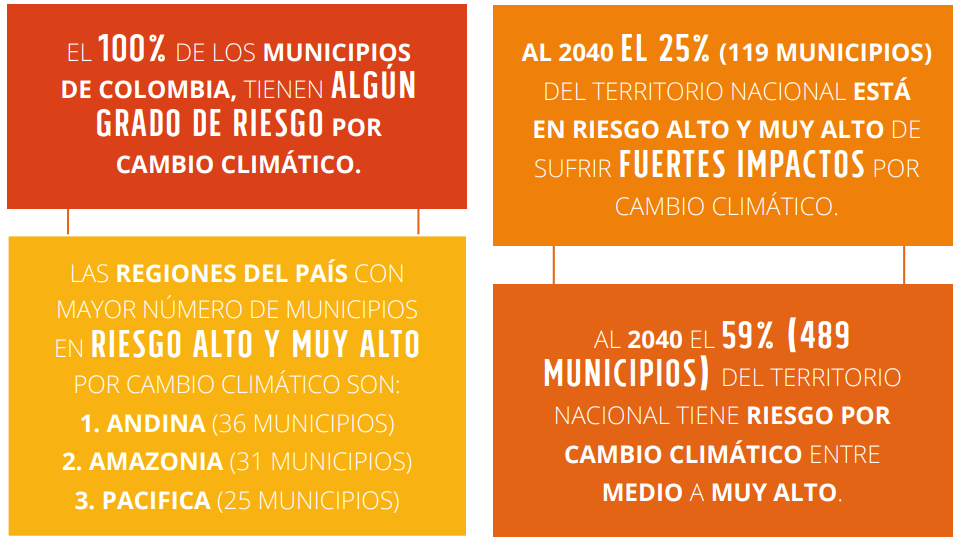 EL 100% DE LOS MUNICIPIOS
DE COLOMBIA, TIENEN ALGÚN
GRADO DE RIESGO POR
CAMBIO CLIMÁTICO.
LAS REGIONES DEL PAÍS CON
MAYOR NÚMERO DE MUNICIPIOS
EN RIESGO ALTO Y MUY ALTO
POR CAMBIO CLIMÁTICO SON:
1. ANDINA (36 MUNICIPIOS)
2. AMAZONIA (31 MUNICIPIOS)
3. PACIFICA (25 MUNICIPIOS)
AL 2040 EL 25% (119 MUNICIPIOS)
DEL TERRITORIO NACIONAL ESTÁ
EN RIESGO ALTO Y MUY ALTO DE
SUFRIR FUERTES IMPACTOS POR
CAMBIO CLIMÁTICO.
AL 2040 EL 59% (489
MUNICIPIOS) DEL TERRITORIO
NACIONAL TIENE RIESGO POR
CAMBIO CLIMÁTICO ENTRE
MEDIO A MUY ALTO.